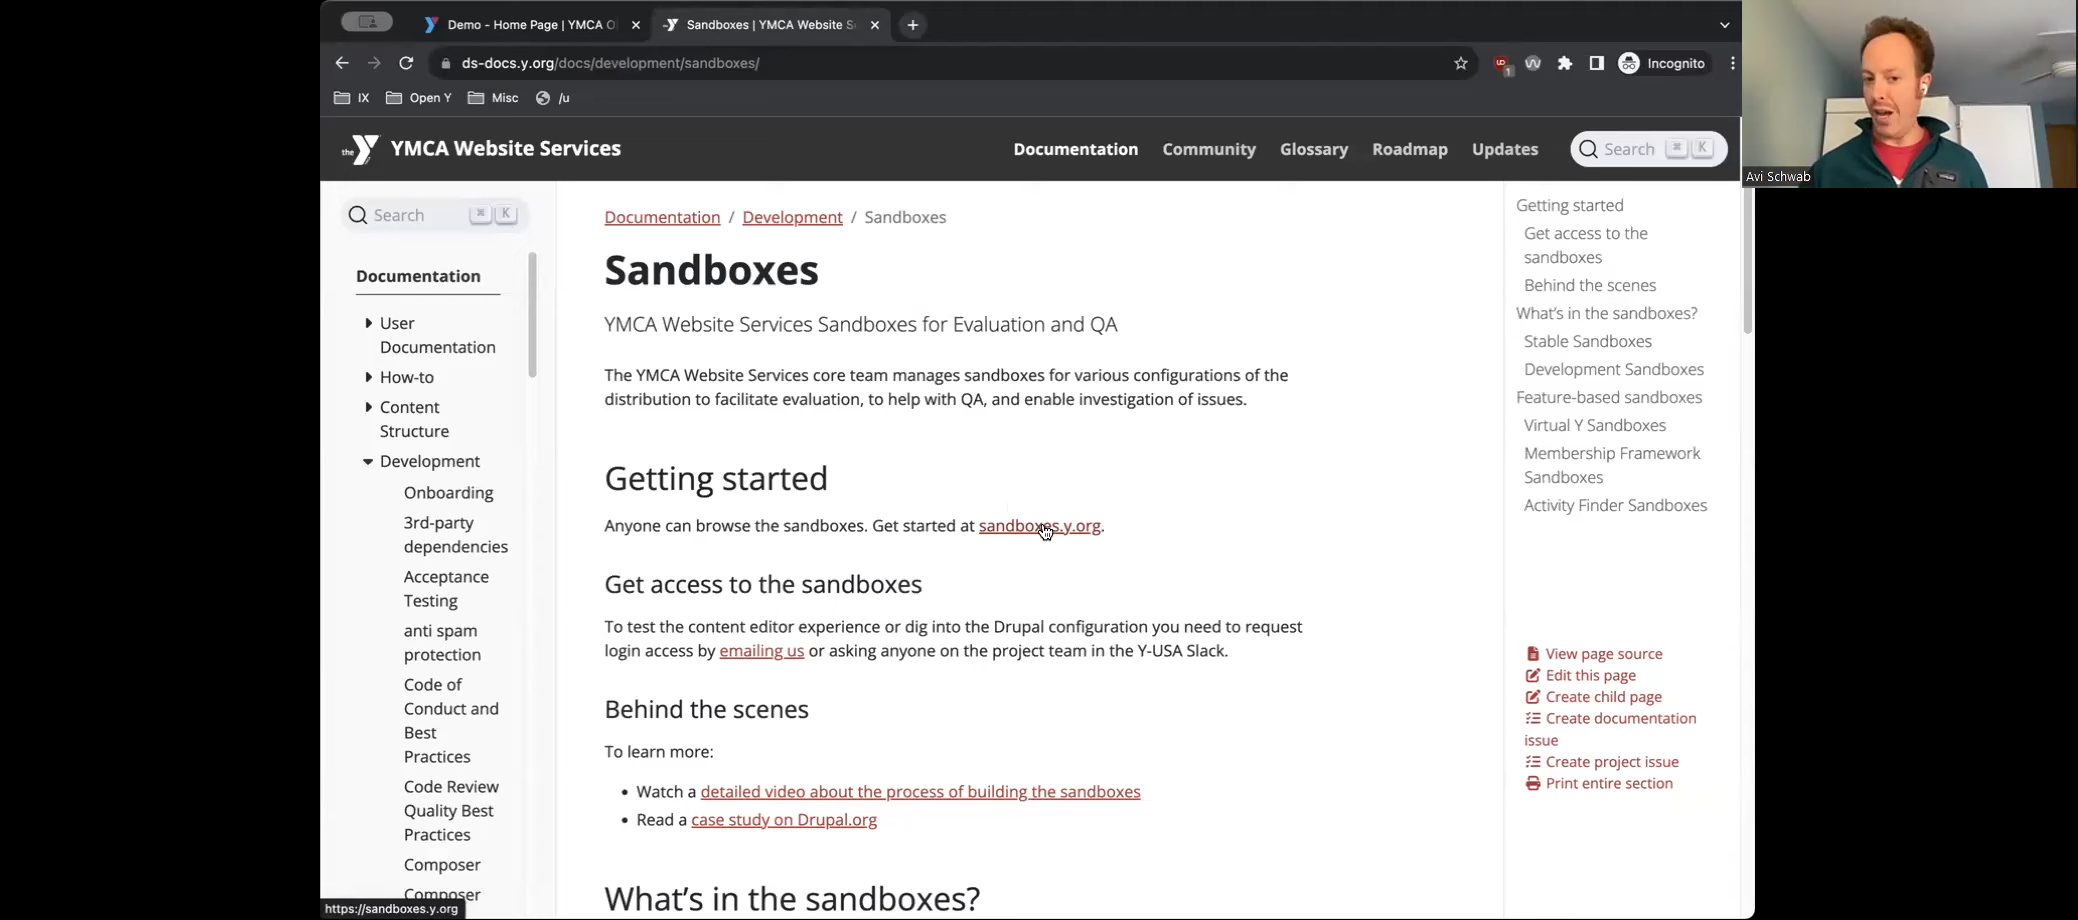 Demo - Home Page | YMCA O
Sandboxes | YMCA Website S
ds-docs.y.org/docs/development/sandboxes/
1
Incognito
IX
Open Y
Misc
/u
the Y YMCA Website Services
Documentation
Community
Glossary
Roadmap
Updates
Search ⌘ K
Avi Schwab
Search ⌘ K
Documentation
User
Documentation
How-to
Content
Structure
Development
Onboarding
3rd-party
dependencies
Acceptance
Testing
anti spam
protection
Code of
Conduct and
Best
Practices
Code Review
Quality Best
Practices
Composer
Composer
https://sandboxes.y.org
Documentation / Development / Sandboxes
Sandboxes
YMCA Website Services Sandboxes for Evaluation and QA
The YMCA Website Services core team manages sandboxes for various configurations of the
distribution to facilitate evaluation, to help with QA, and enable investigation of issues.
Getting started
Anyone can browse the sandboxes. Get started at sandboxes.y.org.
Get access to the sandboxes
To test the content editor experience or dig into the Drupal configuration you need to request
login access by emailing us or asking anyone on the project team in the Y-USA Slack.
Behind the scenes
To learn more:
• Watch a detailed video about the process of building the sandboxes
• Read a case study on Drupal.org
What's in the sandboxes?
Getting started
Get access to the
sandboxes
Behind the scenes
What's in the sandboxes?
Stable Sandboxes
Development Sandboxes
Feature-based sandboxes
Virtual Y Sandboxes
Membership Framework
Sandboxes
Activity Finder Sandboxes
View page source
Edit this page
Create child page
Create documentation
issue
Create project issue
Print entire section